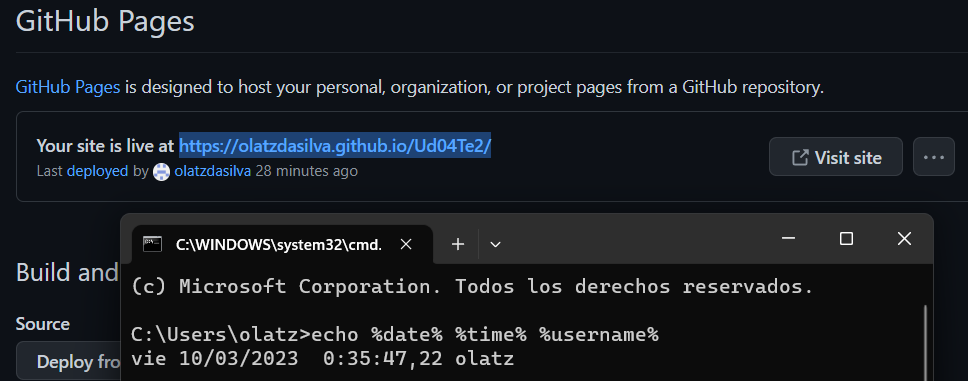 GitHub Pages
GitHub Pages is designed to host your personal, organization, or project pages from a GitHub repository.
Your site is live at https://olatzdasilva.github.io/Ud04Te2/
Last deployed by olatzdasilva 28 minutes ago
Visit site
C:\WINDOWS\system32\cmd.
(c) Microsoft Corporation. Todos los derechos reservados.
Build and
Source
C:\Users\olatz>echo %date% %time% %username%
vie 10/03/2023  0:35:47,22 olatz
Deploy fro